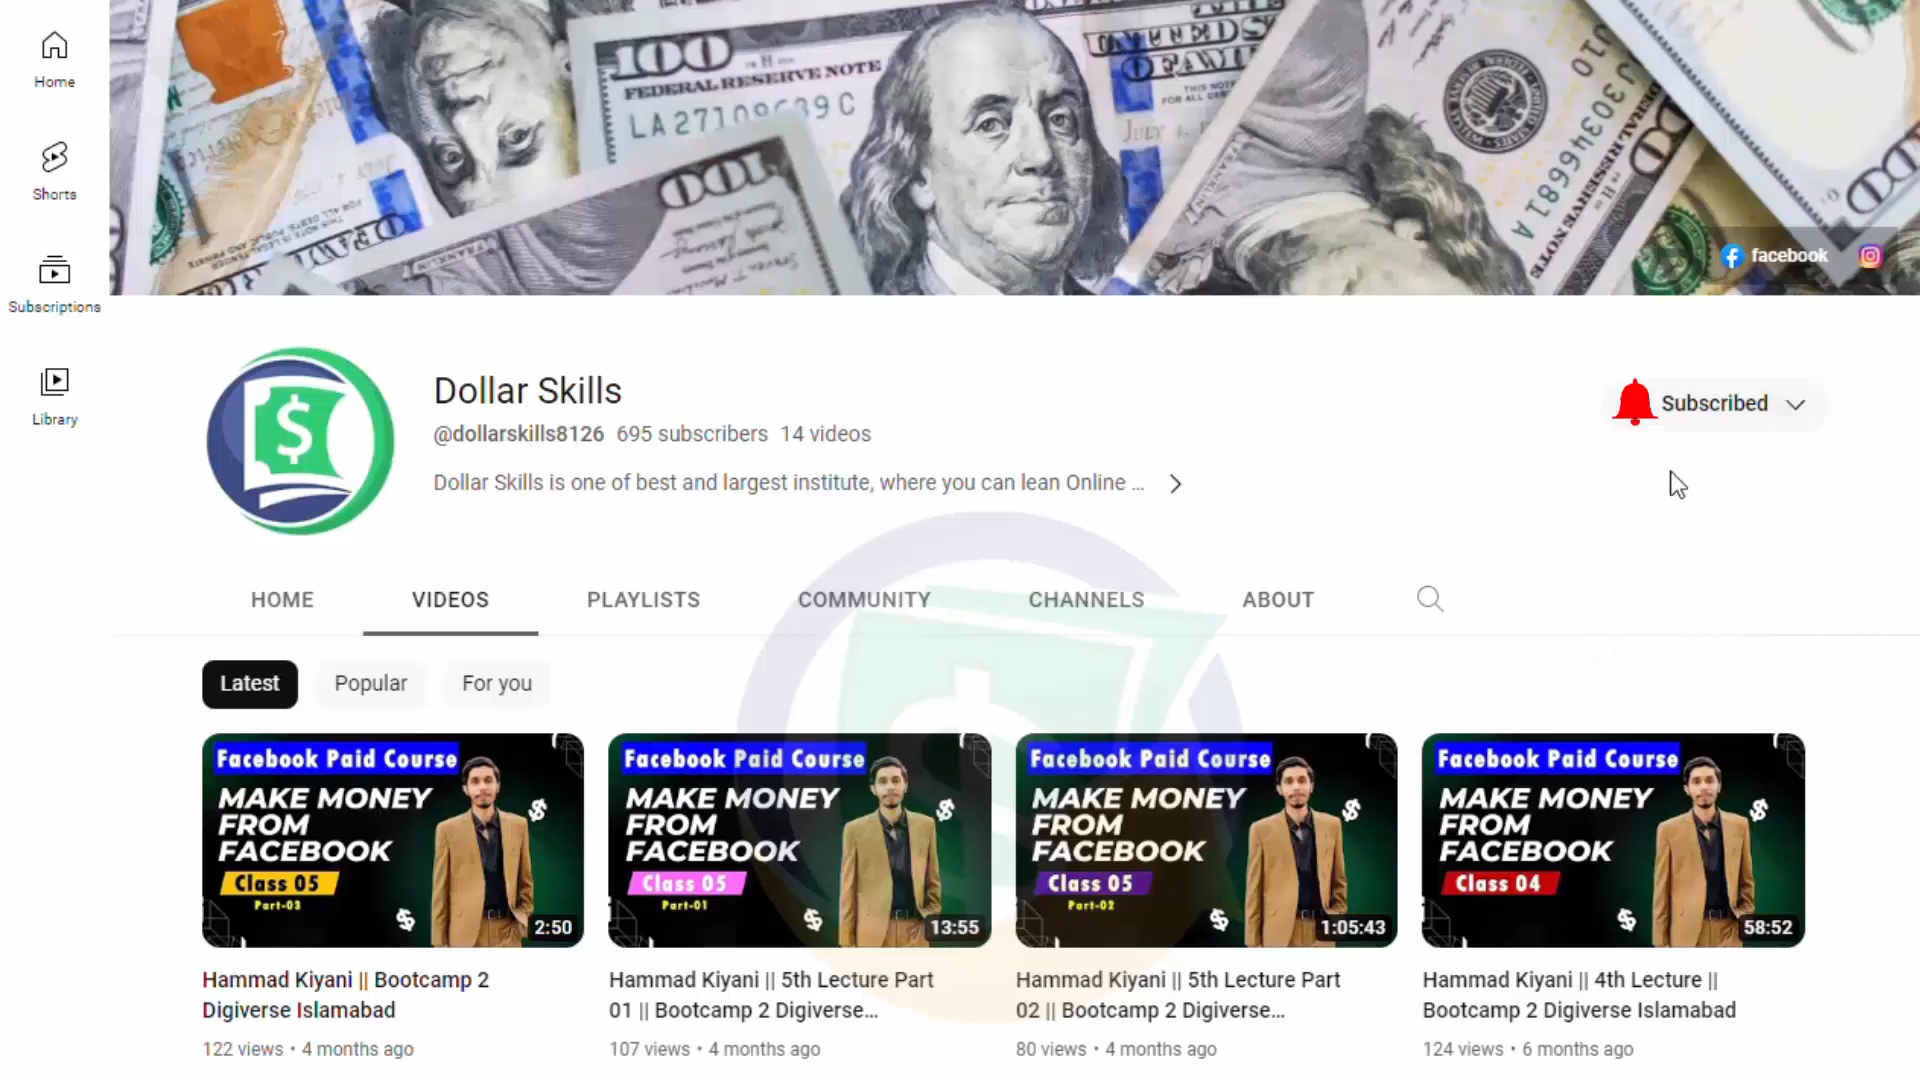 Home
Shorts
Subscriptions
Library
100
FEDERAL RESERVE NOTE
100
facebook
Dollar Skills
@dollarskills8126 695 subscribers 14 videos
Dollar Skills is one of best and largest institute, where you can lean Online ...
Subscribed
HOME VIDEOS PLAYLISTS COMMUNITY CHANNELS ABOUT
Latest Popular For you
Facebook Paid Course
MAKE MONEY
FROM
FACEBOOK
Class 05
Part-03
2:50
Hammad Kiyani || Bootcamp 2
Digiverse Islamabad
122 views • 4 months ago
Facebook Paid Course
MAKE MONEY
FROM
FACEBOOK
Class 05
Part-01
13:55
Hammad Kiyani || 5th Lecture Part
01 || Bootcamp 2 Digiverse...
107 views • 4 months ago
Facebook Paid Course
MAKE MONEY
FROM
FACEBOOK
Class 05
Part-02
1:05:43
Hammad Kiyani || 5th Lecture Part
02 || Bootcamp 2 Digiverse...
80 views • 4 months ago
Facebook Paid Course
MAKE MONEY
FROM
FACEBOOK
Class 04
58:52
Hammad Kiyani || 4th Lecture ||
Bootcamp 2 Digiverse Islamabad
124 views • 6 months ago